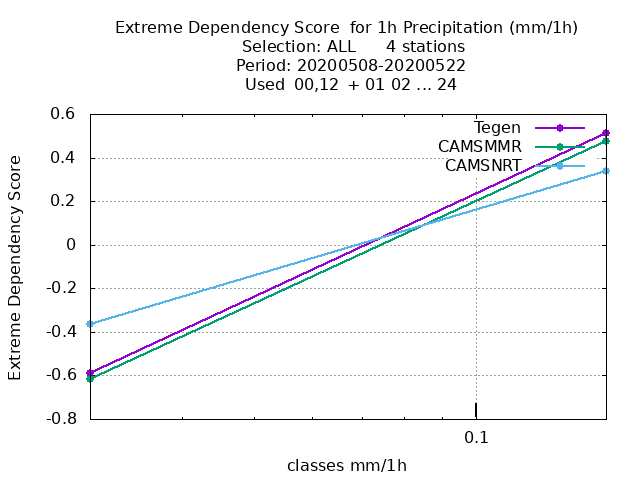 Extreme Dependency Score  for 1h Precipitation (mm/1h)
Selection: ALL      4 stations
Period: 20200508-20200522
Used  00,12  + 01 02 ... 24
Tegen
CAMSMMR
CAMSNRT
Extreme Dependency Score
0.6
0.4
0.2
0
-0.2
-0.4
-0.6
-0.8
0.1
classes mm/1h